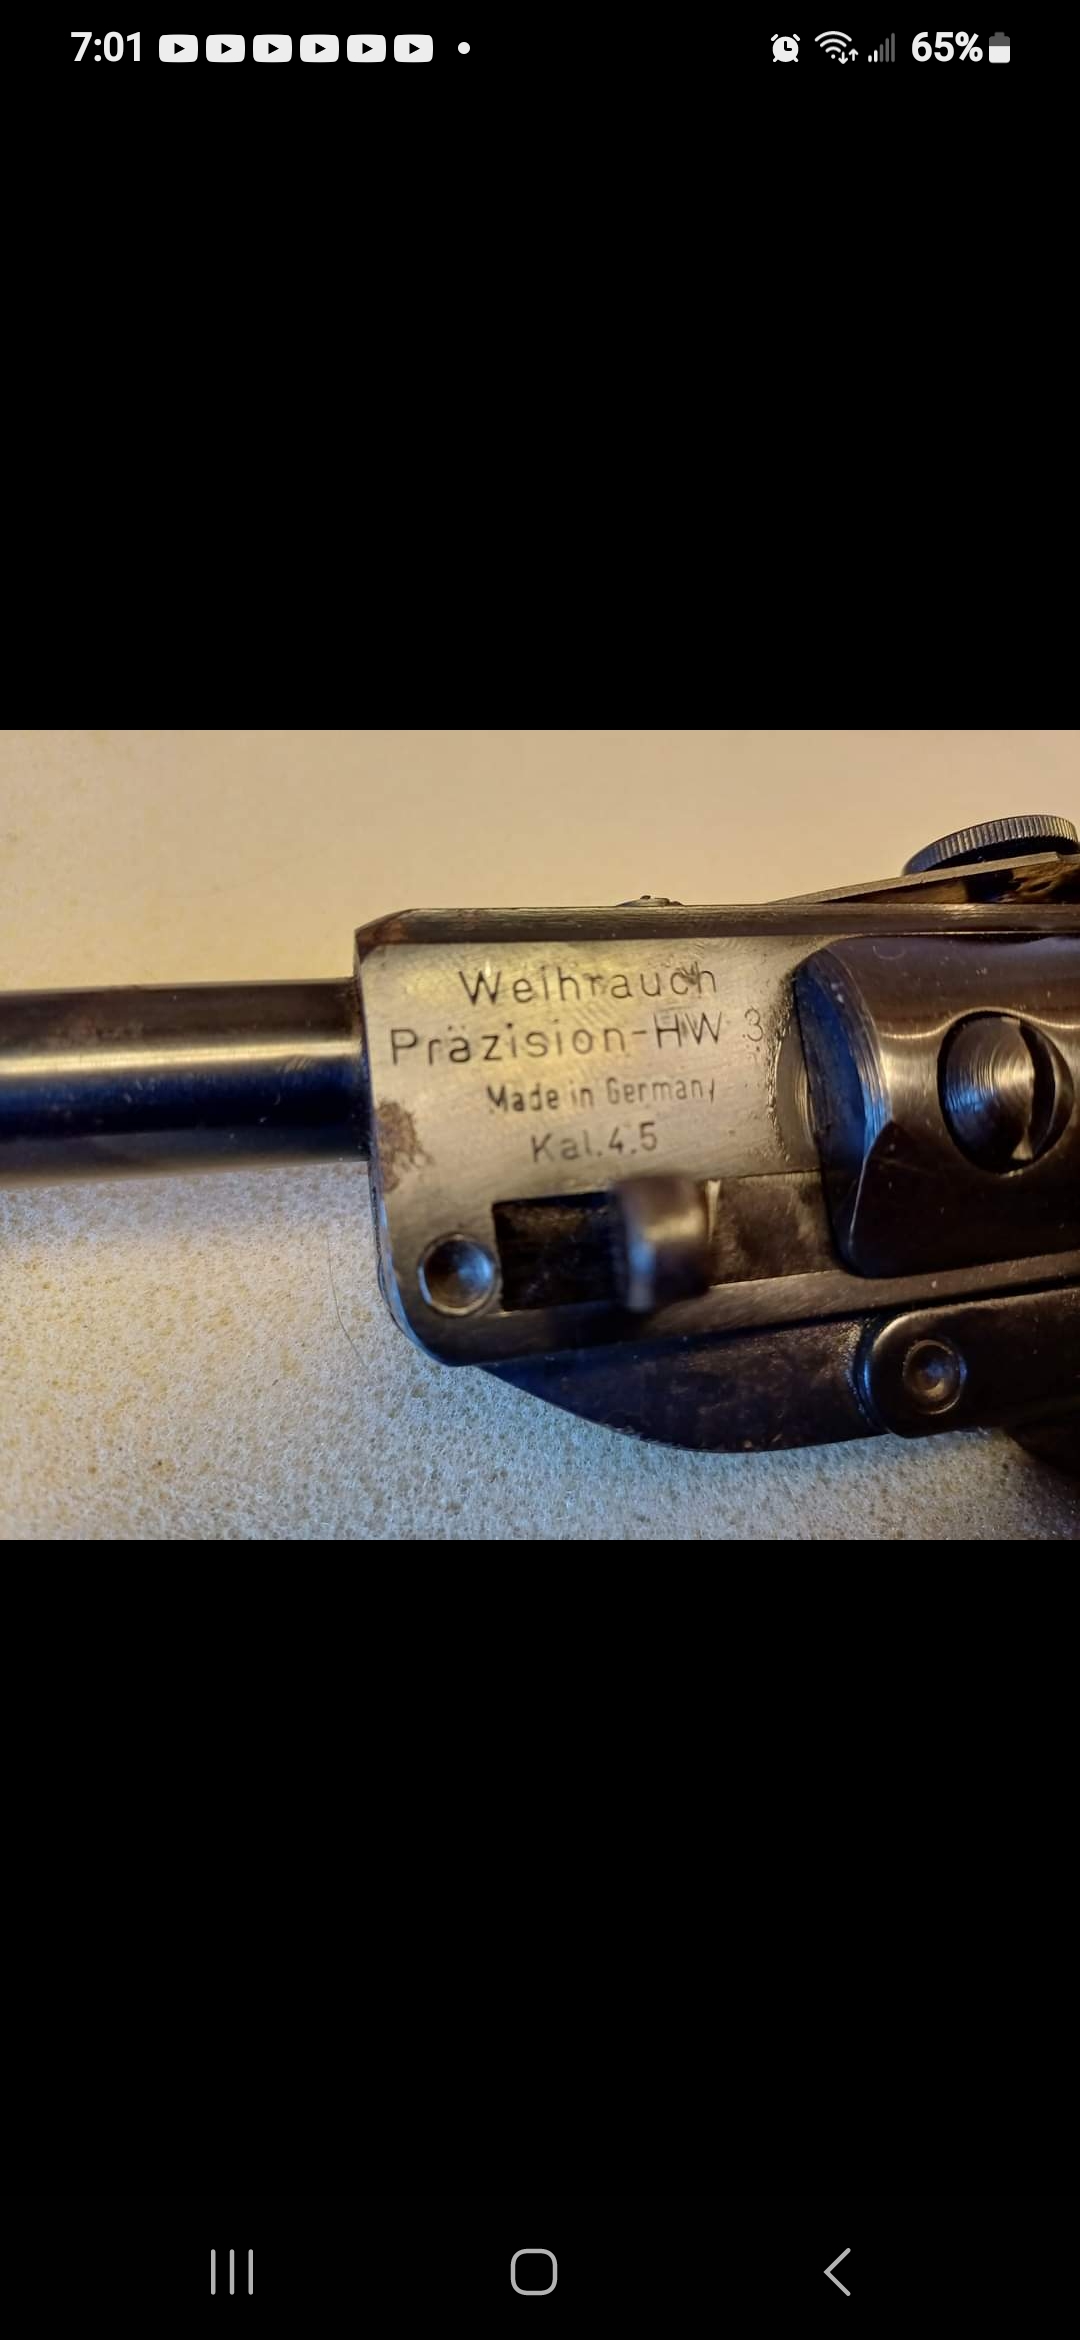 7:01
65%
Weihrauch
Präzision-HW 3
Made in Germany
Kal.4,5